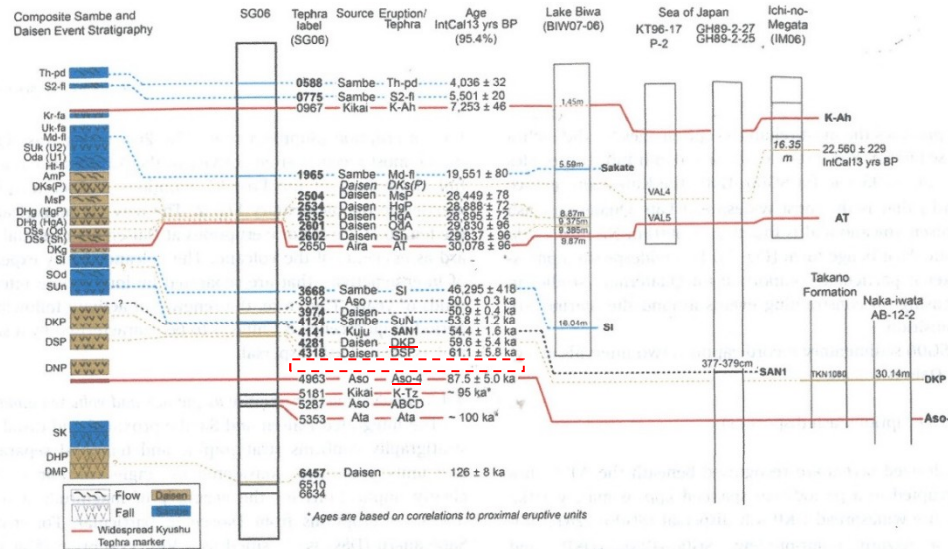 Composite Sambe and
Daisen Event Stratigraphy
SG06
Tephra
label
(SG06)
Source
Eruption/
Tephra
Age
IntCal13 yrs BP
(95.4%)
Lake Biwa
(BIW07-06)
Sea of Japan
KT96-17
P-2
GH89-2-27
GH89-2-25
Ichi-no-
Megata
(IM06)
Th-pd
S2-fl
Kr-fa
Uk-fa
Md-fl
SUk (U2)
Oda (U1)
Ht-fl
AmP
DKs(P)
MsP
DHg (HgP)
DHg (HgA)
DSs (Od)
DSs (Sh)
DKg
SI
SOd
SUn
?
DKP
DSP
DNP
SK
DHP
DMP
0588 Sambe Th-pd 4,036 ± 32
0775 Sambe S2-fl 5,501 ± 20
0967 Kikai K-Ah 7,253 ± 46
1965 Sambe Md-fl 19,551 ± 80
Daisen DKs(P)
2504 Daisen MsP 28,449 ± 78
2534 Daisen HgP 28,888 ± 72
2535 Daisen HgA 28,895 ± 72
2601 Daisen OdA 29,830 ± 96
2602 Daisen Sh 29,837 ± 96
2650 Aira AT 30,078 ± 96
3668 Sambe SI 46,295 ± 418
3912 Aso 50.0 ± 0.3 ka
3974 Daisen 50.9 ± 0.4 ka
4124 Sambe SuN 53.8 ± 1.2 ka
4141 Kuju SAN1 54.4 ± 1.6 ka
4281 Daisen DKP 59.6 ± 5.4 ka
4318 Daisen DSP 61.1 ± 5.8 ka
4963 Aso Aso-4 87.5 ± 5.0 ka
5181 Kikai K-Tz ~ 95 ka*
5287 Aso ABCD
5353 Ata Ata ~ 100 ka*
6457 Daisen 126 ± 8 ka
6510
6634
1.45m
5.59m
Sakate
8.87m
9.375m
9.385m
9.87m
16.04m
SI
VAL4
VAL5
377-379cm
SAN1
16.35
m
K-Ah
22.560 ± 229
IntCal13 yrs BP
AT
Takano
Formation
Naka-iwata
AB-12-2
TKN1080
30.14m
DKP
Aso-
Flow
Fall
Daisen
Sambe
Widespread Kyushu
Tephra marker
* Ages are based on correlations to proximal eruptive units